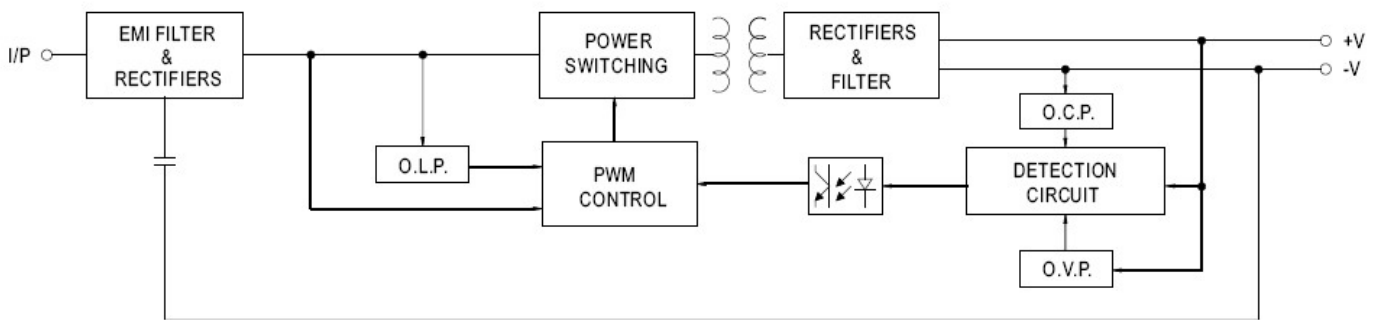 I/P
EMI FILTER
&
RECTIFIERS
POWER
SWITCHING
RECTIFIERS
&
FILTER
+V
-V
O.C.P.
O.L.P.
PWM
CONTROL
DETECTION
CIRCUIT
O.V.P.